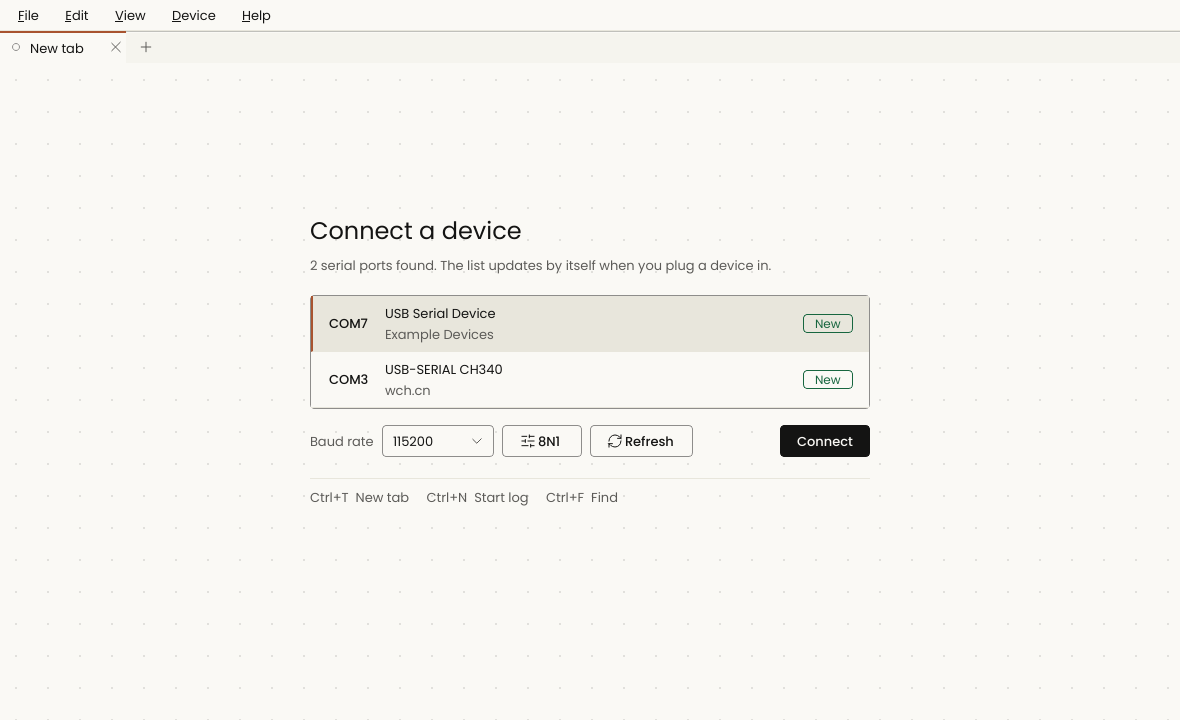 File Edit View Device Help
New tab
Connect a device
2 serial ports found. The list updates by itself when you plug a device in.
COM7 USB Serial Device New
Example Devices
COM3 USB-SERIAL CH340 New
wch.cn
Baud rate 115200 8N1 Refresh Connect
Ctrl+T New tab Ctrl+N Start log Ctrl+F Find